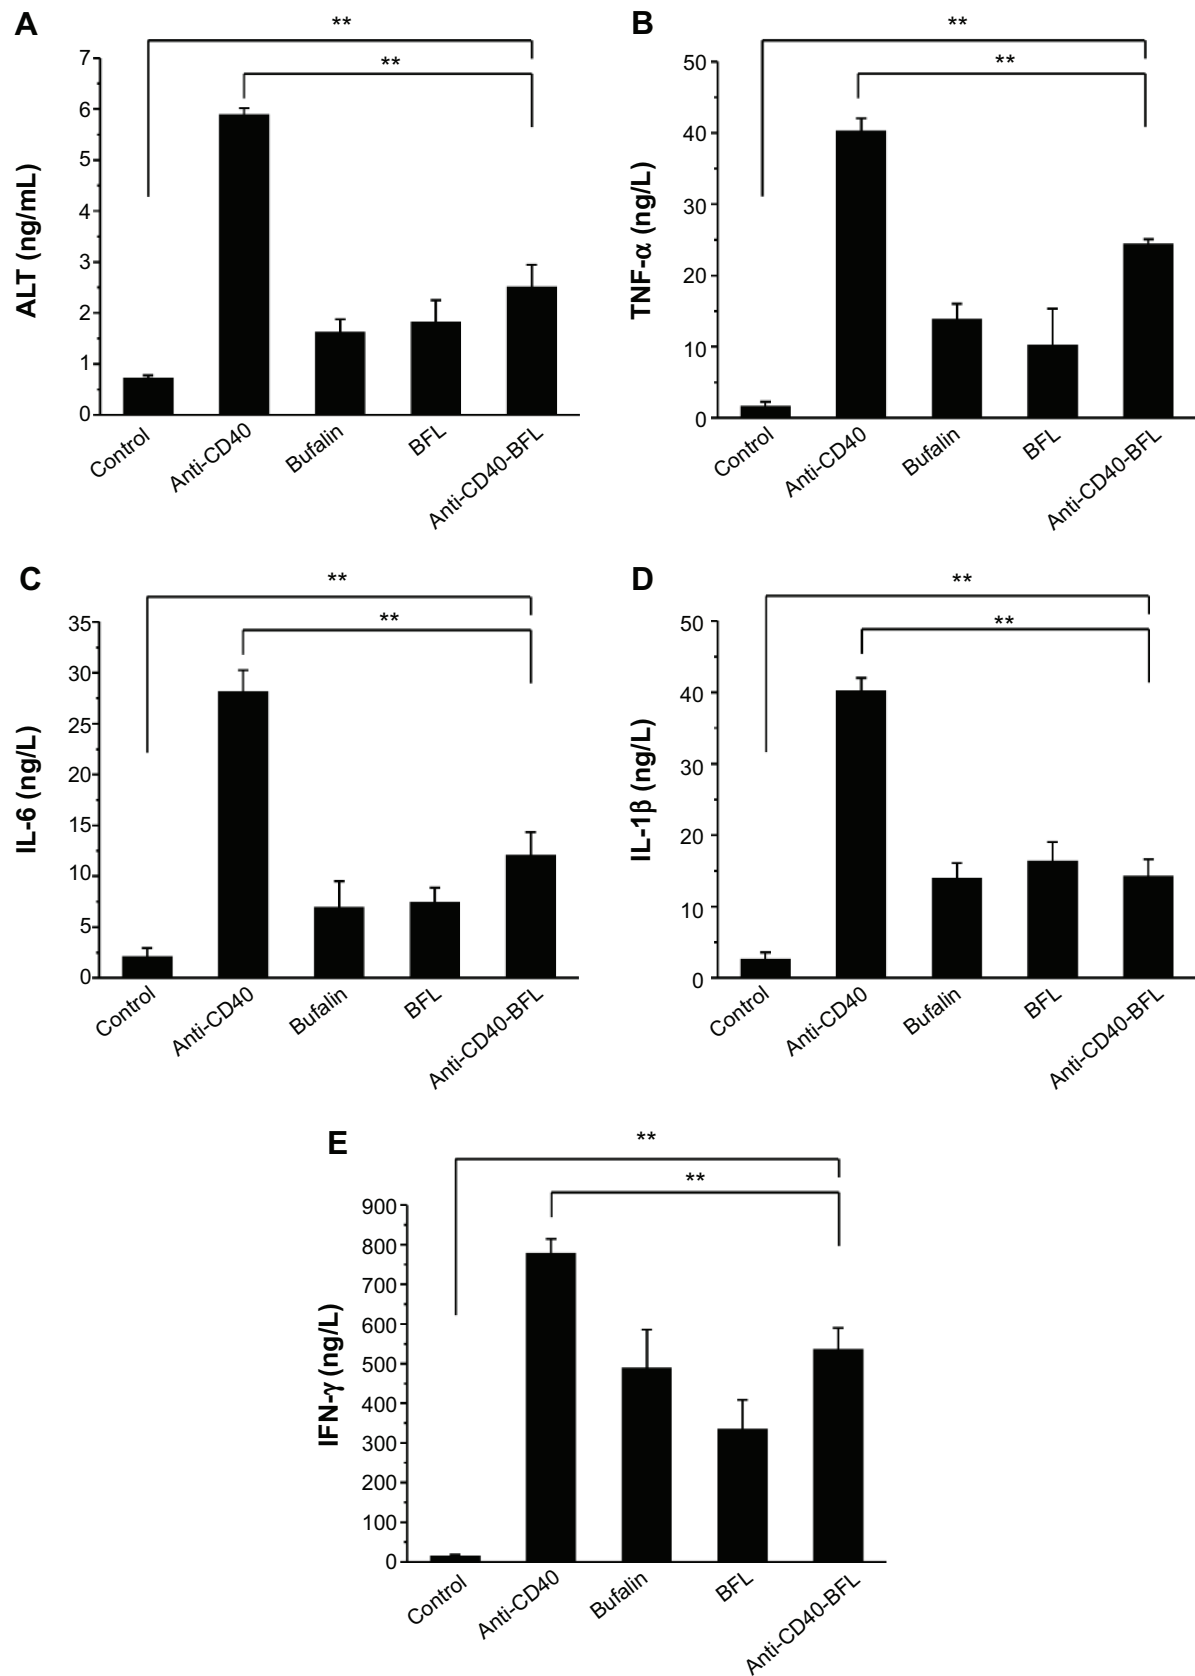 A
**
**
7
6
5
4
3
2
1
0
ALT (ng/mL)
Control
Anti-CD40
Bufalin
BFL
Anti-CD40-BFL
B
**
**
50
40
30
20
10
0
TNF-α (ng/L)
Control
Anti-CD40
Bufalin
BFL
Anti-CD40-BFL
C
**
**
35
30
25
20
15
10
5
0
IL-6 (ng/L)
Control
Anti-CD40
Bufalin
BFL
Anti-CD40-BFL
D
**
**
50
40
30
20
10
0
IL-1β (ng/L)
Control
Anti-CD40
Bufalin
BFL
Anti-CD40-BFL
E
**
**
900
800
700
600
500
400
300
200
100
0
IFN-γ (ng/L)
Control
Anti-CD40
Bufalin
BFL
Anti-CD40-BFL